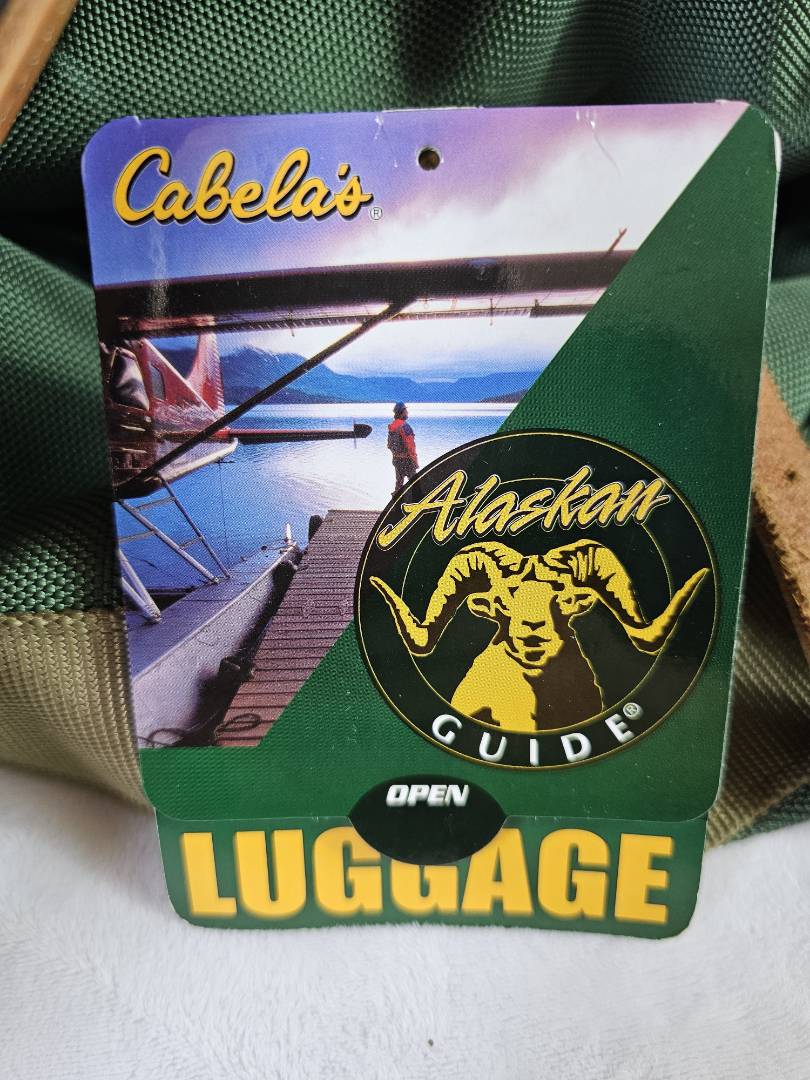 Cabela's®
Alaskan
GUIDE®
OPEN
LUGGAGE